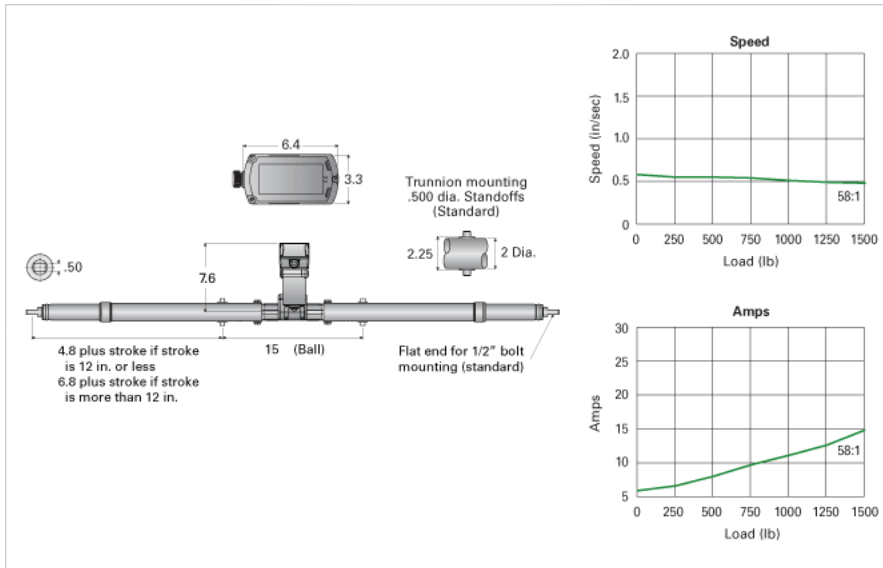 6.4
3.3
Trunnion mounting
.500 dia. Standoffs
(Standard)
2.25
2 Dia.
.50
7.6
15 (Ball)
4.8 plus stroke if stroke
is 12 in. or less
6.8 plus stroke if stroke
is more than 12 in.
Flat end for 1/2" bolt
mounting (standard)
Speed
Speed (in/sec)
2.0
1.5
1.0
0.5
0
58:1
0 250 500 750 1000 1250 1500
Load (lb)
Amps
Amps
30
25
20
15
10
5
58:1
0 250 500 750 1000 1250 1500
Load (lb)